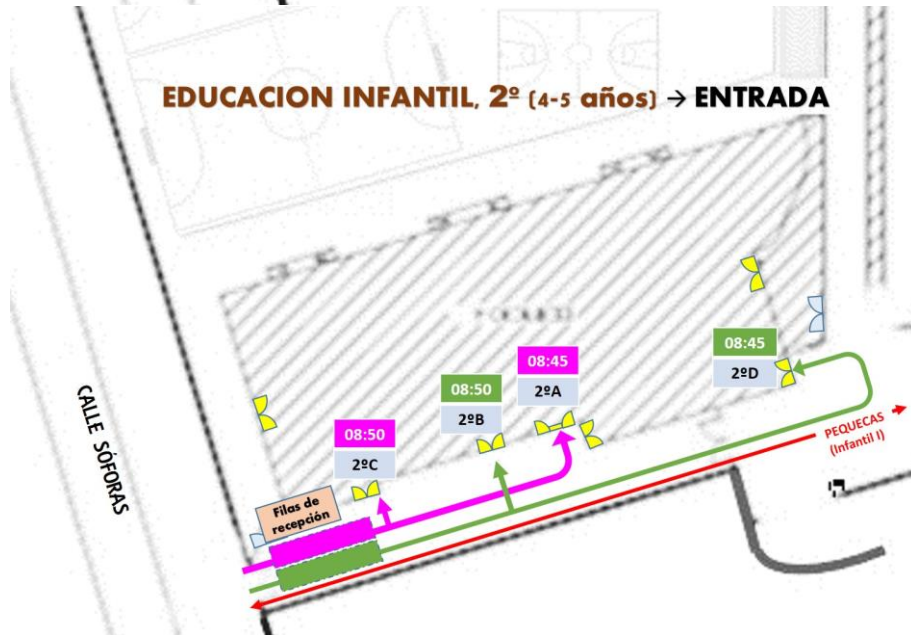 EDUCACION INFANTIL, 2º (4-5 años) → ENTRADA
08:45
2ºA
08:45
2ºD
08:50
2ºB
08:50
2ºC
PEQUECAS
(Infantil I)
Filas de
recepción
CALLE SÓFORAS